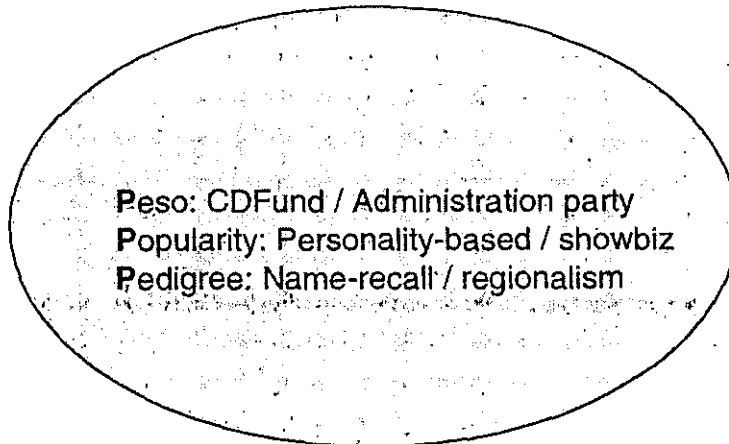 Peso: CDFund / Administration party
Popularity: Personality-based / showbiz
Pedigree: Name-recall / regionalism